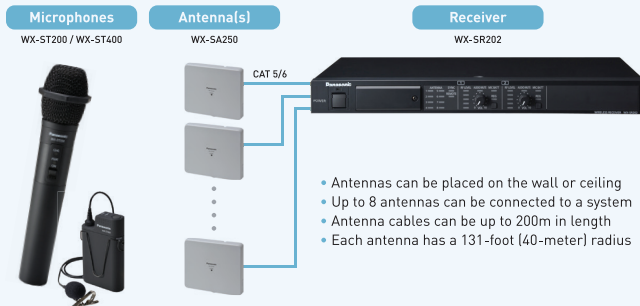 Microphones
Antenna(s)
Receiver
WX-ST200 / WX-ST400
WX-SA250
WX-SR202
CAT 5/6
Panasonic
POWER
Panasonic
• Antennas can be placed on the wall or ceiling
• Up to 8 antennas can be connected to a system
• Antenna cables can be up to 200m in length
• Each antenna has a 131-foot (40-meter) radius